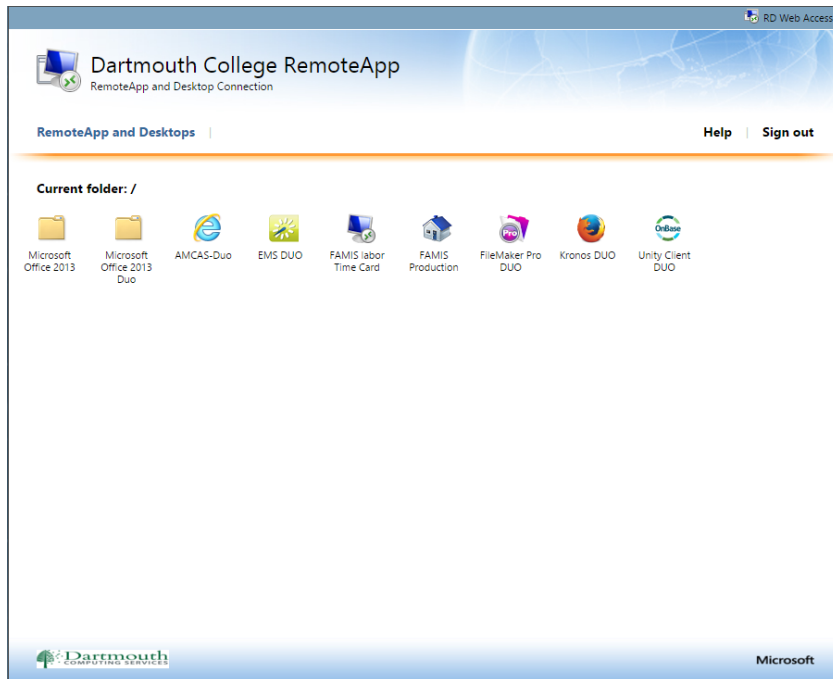 RD Web Access
Dartmouth College RemoteApp
RemoteApp and Desktop Connection
RemoteApp and Desktops | Help | Sign out
Current folder: /
Microsoft Office 2013
Microsoft Office 2013 Duo
AMCAS-Duo
EMS DUO
FAMIS labor Time Card
FAMIS Production
Pro
FileMaker Pro DUO
Kronos DUO
OnBase
Unity Client DUO
Dartmouth
COMPUTING SERVICES
Microsoft